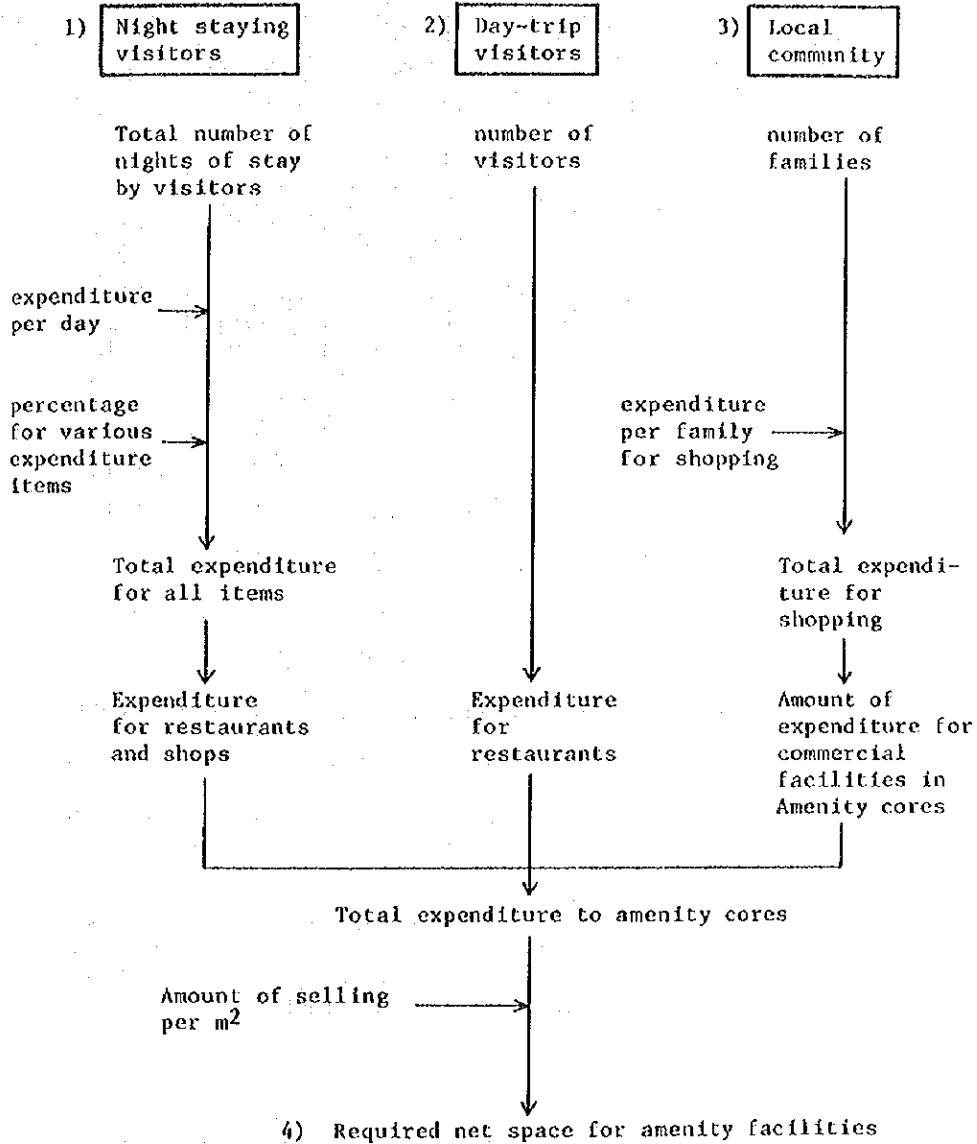 1) Night staying
visitors
2) Day-trip
visitors
3) Local
community
Total number of
nights of stay
by visitors
number of
visitors
number of
families
expenditure
per day
percentage
for various
expenditure
items
expenditure
per family
for shopping
Total expenditure
for all items
Total expendi-
ture for
shopping
Expenditure
for restaurants
and shops
Expenditure
for
restaurants
Amount of
expenditure for
commercial
facilities in
Amenity cores
Total expenditure to amenity cores
Amount of selling
per m²
4) Required net space for amenity facilities